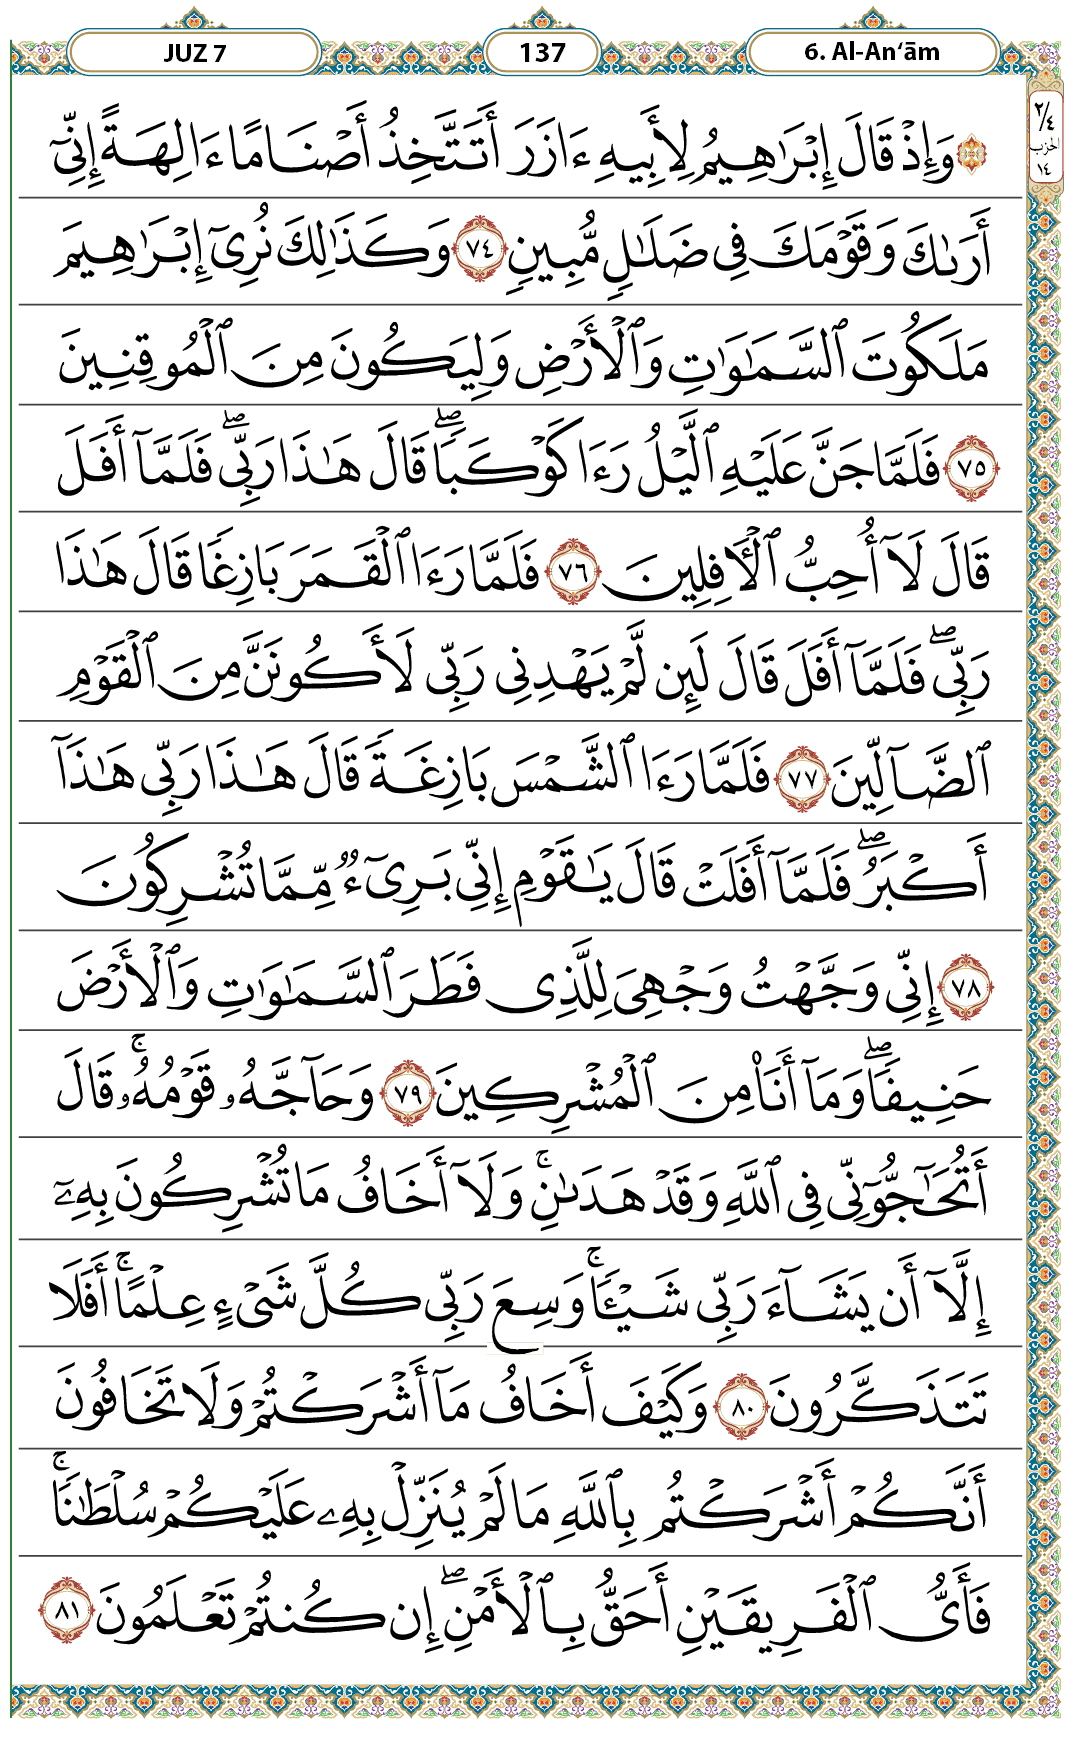 JUZ 7
137
6. Al-An‘ām
٢/٤
الحزب
١٤
۞ وَإِذْ قَالَ إِبْرَٰهِيمُ لِأَبِيهِ ءَازَرَ أَتَتَّخِذُ أَصْنَامًا ءَالِهَةً إِنِّىٓ
أَرَىٰكَ وَقَوْمَكَ فِى ضَلَٰلٍ مُّبِينٍ ٧٤ وَكَذَٰلِكَ نُرِىٓ إِبْرَٰهِيمَ
مَلَكُوتَ ٱلسَّمَٰوَٰتِ وَٱلْأَرْضِ وَلِيَكُونَ مِنَ ٱلْمُوقِنِينَ
٧٥ فَلَمَّا جَنَّ عَلَيْهِ ٱلَّيْلُ رَءَا كَوْكَبًا ۖ قَالَ هَٰذَا رَبِّى ۖ فَلَمَّآ أَفَلَ
قَالَ لَآ أُحِبُّ ٱلْـَٔافِلِينَ ٧٦ فَلَمَّا رَءَا ٱلْقَمَرَ بَازِغًا قَالَ هَٰذَا
رَبِّى ۖ فَلَمَّآ أَفَلَ قَالَ لَئِن لَّمْ يَهْدِنِى رَبِّى لَأَكُونَنَّ مِنَ ٱلْقَوْمِ
ٱلضَّآلِّينَ ٧٧ فَلَمَّا رَءَا ٱلشَّمْسَ بَازِغَةً قَالَ هَٰذَا رَبِّى هَٰذَآ
أَكْبَرُ ۖ فَلَمَّآ أَفَلَتْ قَالَ يَٰقَوْمِ إِنِّى بَرِىٓءٌ مِّمَّا تُشْرِكُونَ
٧٨ إِنِّى وَجَّهْتُ وَجْهِىَ لِلَّذِى فَطَرَ ٱلسَّمَٰوَٰتِ وَٱلْأَرْضَ
حَنِيفًا ۖ وَمَآ أَنَا۠ مِنَ ٱلْمُشْرِكِينَ ٧٩ وَحَآجَّهُۥ قَوْمُهُۥ ۚ قَالَ
أَتُحَٰٓجُّوٓنِّى فِى ٱللَّهِ وَقَدْ هَدَىٰنِ ۚ وَلَآ أَخَافُ مَا تُشْرِكُونَ بِهِۦٓ
إِلَّآ أَن يَشَآءَ رَبِّى شَيْـًٔا ۗ وَسِعَ رَبِّى كُلَّ شَىْءٍ عِلْمًا ۗ أَفَلَا
تَتَذَكَّرُونَ ٨٠ وَكَيْفَ أَخَافُ مَآ أَشْرَكْتُمْ وَلَا تَخَافُونَ
أَنَّكُمْ أَشْرَكْتُم بِٱللَّهِ مَا لَمْ يُنَزِّلْ بِهِۦ عَلَيْكُمْ سُلْطَٰنًا ۚ
فَأَىُّ ٱلْفَرِيقَيْنِ أَحَقُّ بِٱلْأَمْنِ ۖ إِن كُنتُمْ تَعْلَمُونَ ٨١